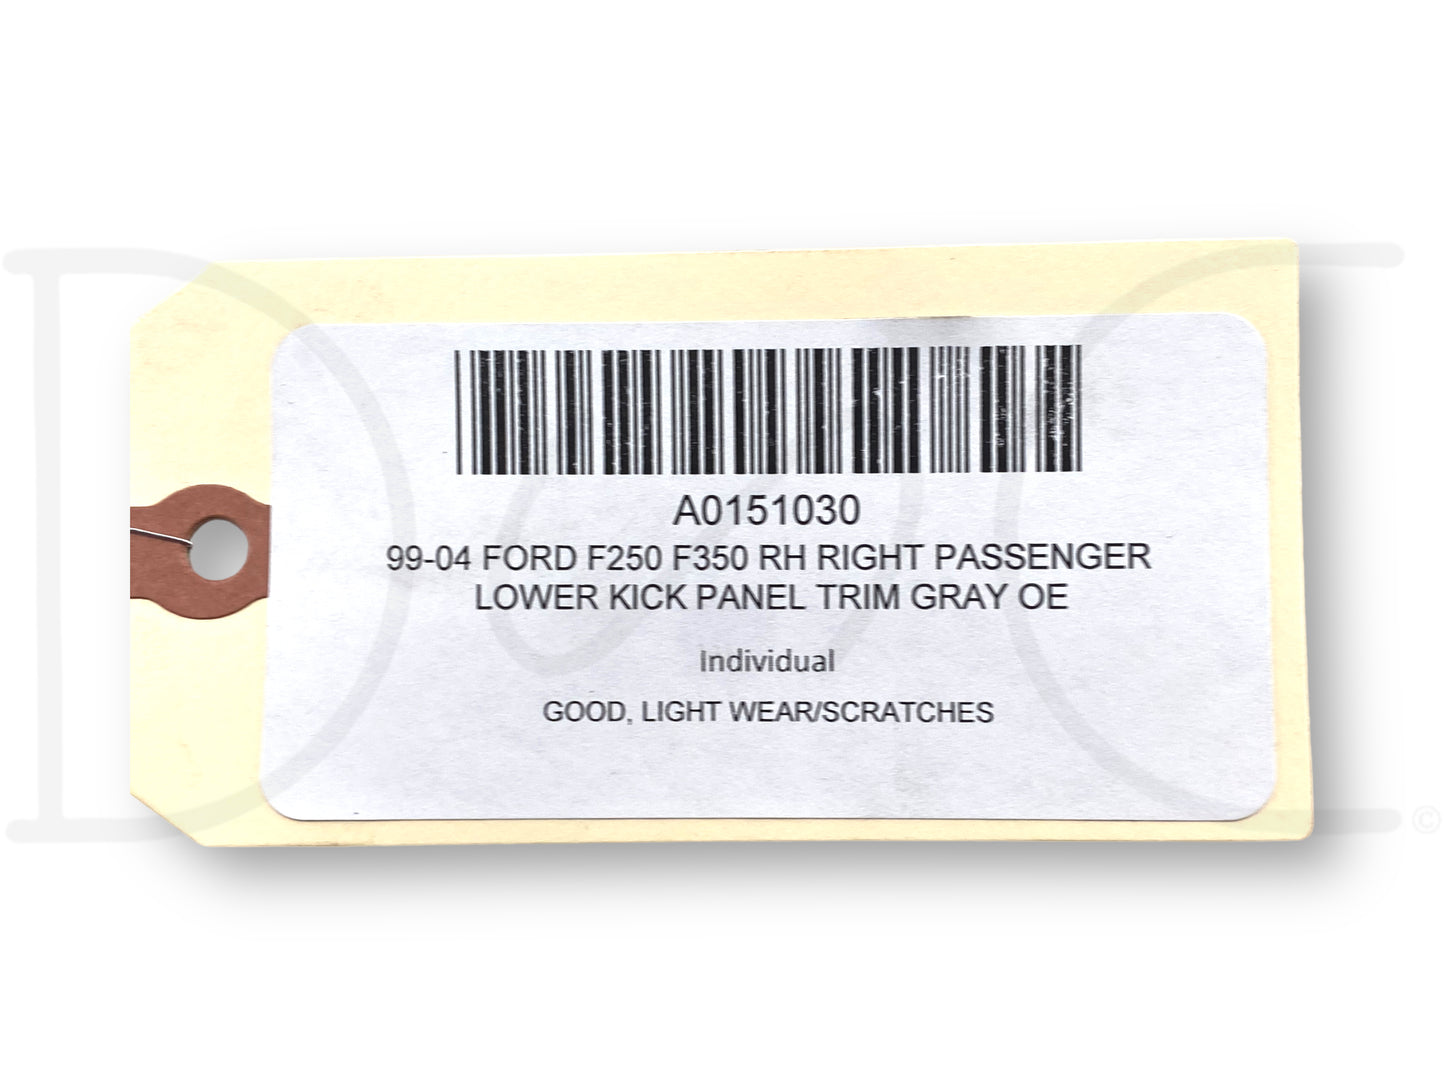 A0151030
99-04 FORD F250 F350 RH RIGHT PASSENGER
LOWER KICK PANEL TRIM GRAY OE
Individual
GOOD, LIGHT WEAR/SCRATCHES
©